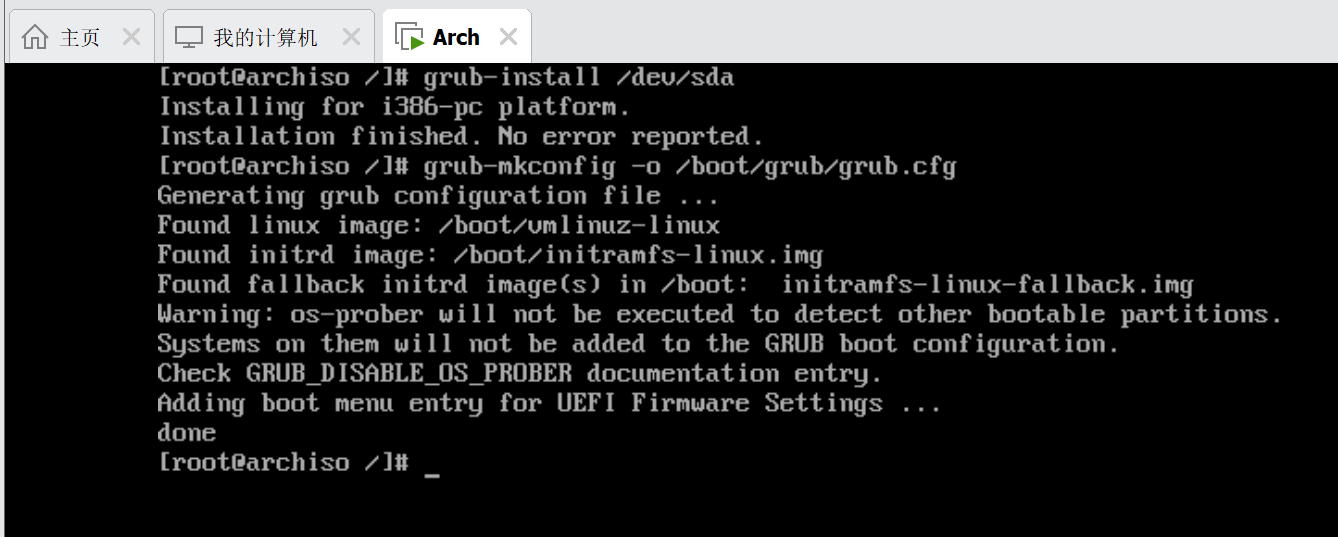 主页
我的计算机
Arch
[root@archiso /]# grub-install /dev/sda
Installing for i386-pc platform.
Installation finished. No error reported.
[root@archiso /]# grub-mkconfig -o /boot/grub/grub.cfg
Generating grub configuration file ...
Found linux image: /boot/vmlinuz-linux
Found initrd image: /boot/initramfs-linux.img
Found fallback initrd image(s) in /boot:  initramfs-linux-fallback.img
Warning: os-prober will not be executed to detect other bootable partitions.
Systems on them will not be added to the GRUB boot configuration.
Check GRUB_DISABLE_OS_PROBER documentation entry.
Adding boot menu entry for UEFI Firmware Settings ...
done
[root@archiso /]# _